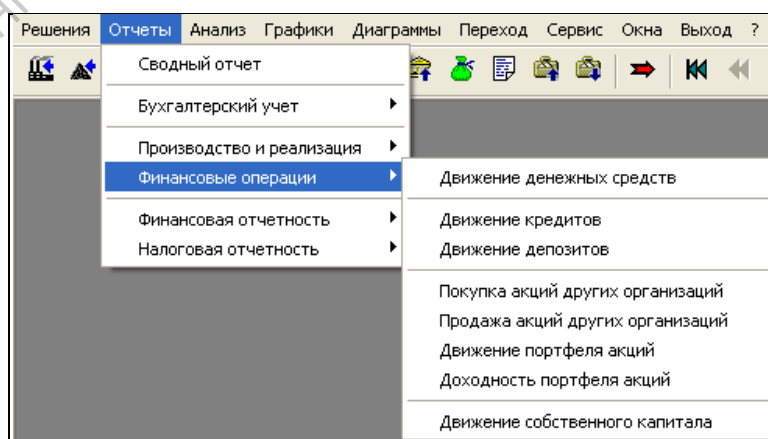 Решения Отчеты Анализ Графики Диаграммы Переход Сервис Окна Выход ?
Сводный отчет
Бухгалтерский учет
Производство и реализация
Финансовые операции
Финансовая отчетность
Налоговая отчетность
Движение денежных средств
Движение кредитов
Движение депозитов
Покупка акций других организаций
Продажа акций других организаций
Движение портфеля акций
Доходность портфеля акций
Движение собственного капитала